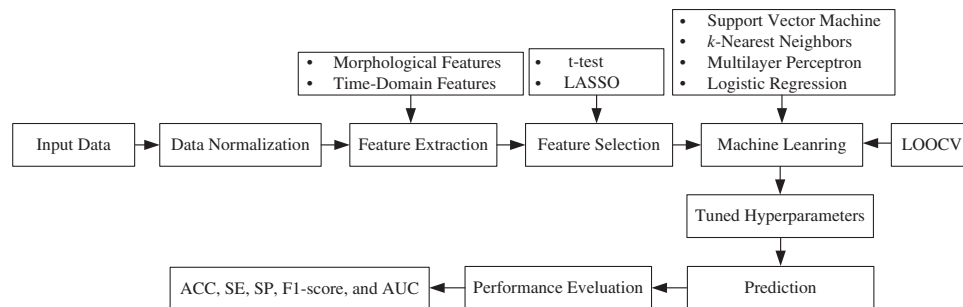 • Support Vector Machine
• k-Nearest Neighbors
• Multilayer Perceptron
• Logistic Regression
• Morphological Features
• Time-Domain Features
• t-test
• LASSO
Input Data
Data Normalization
Feature Extraction
Feature Selection
Machine Leanring
LOOCV
Tuned Hyperparameters
Prediction
Performance Eveluation
ACC, SE, SP, F1-score, and AUC